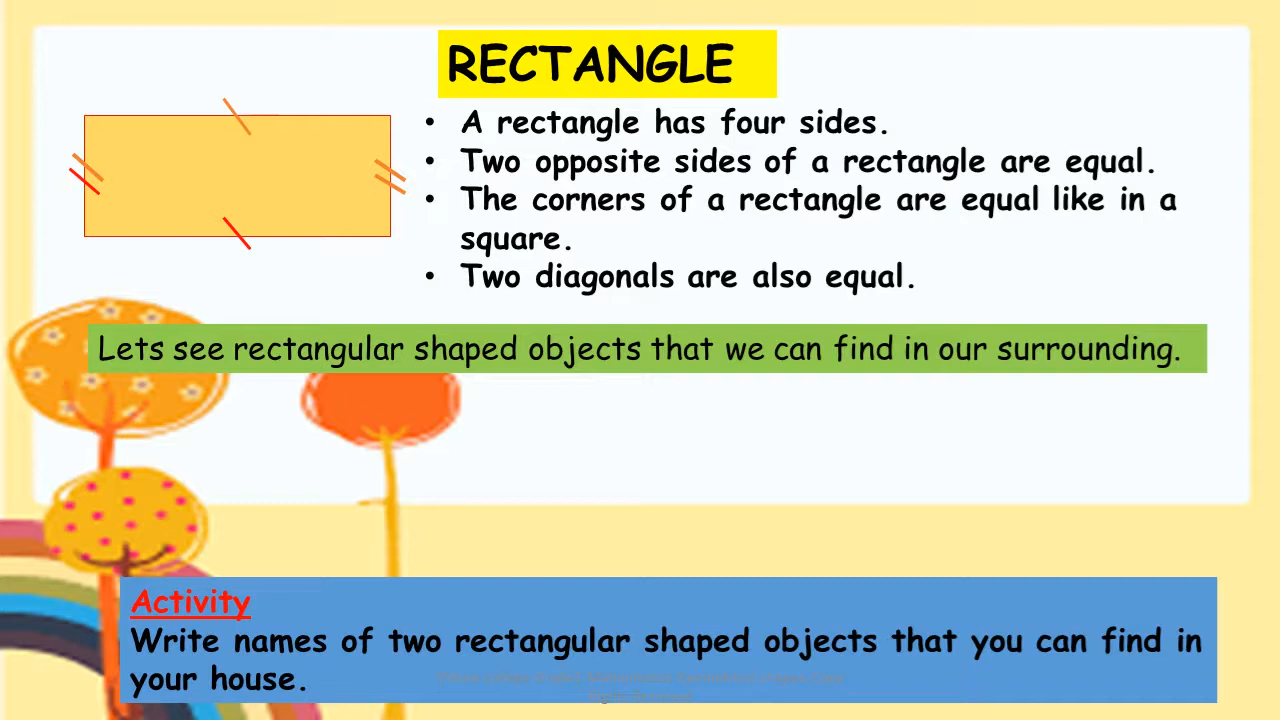 RECTANGLE
• A rectangle has four sides.
• Two opposite sides of a rectangle are equal.
• The corners of a rectangle are equal like in a
square.
• Two diagonals are also equal.
Lets see rectangular shaped objects that we can find in our surrounding.
Activity
Write names of two rectangular shaped objects that you can find in
your house.